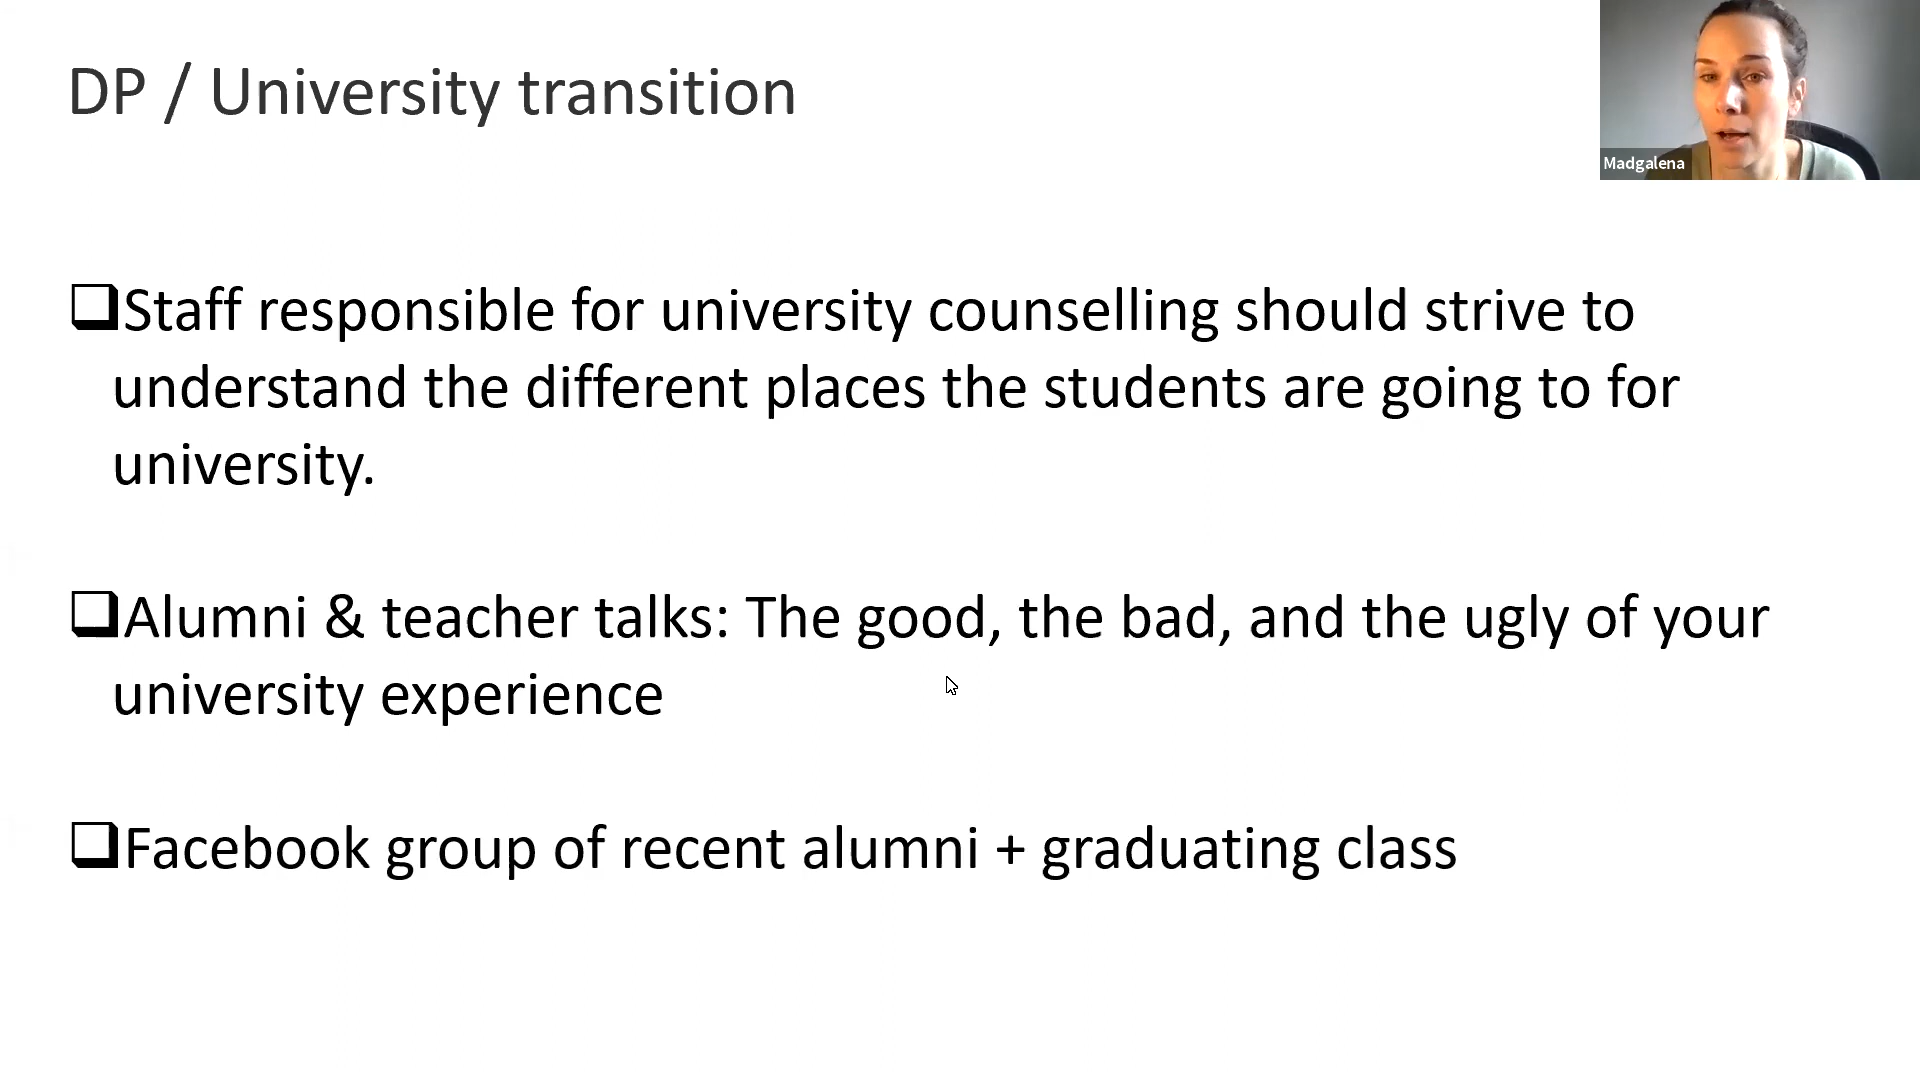 DP / University transition
Madgalena
Staff responsible for university counselling should strive to
understand the different places the students are going to for
university.
Alumni & teacher talks: The good, the bad, and the ugly of your
university experience
Facebook group of recent alumni + graduating class